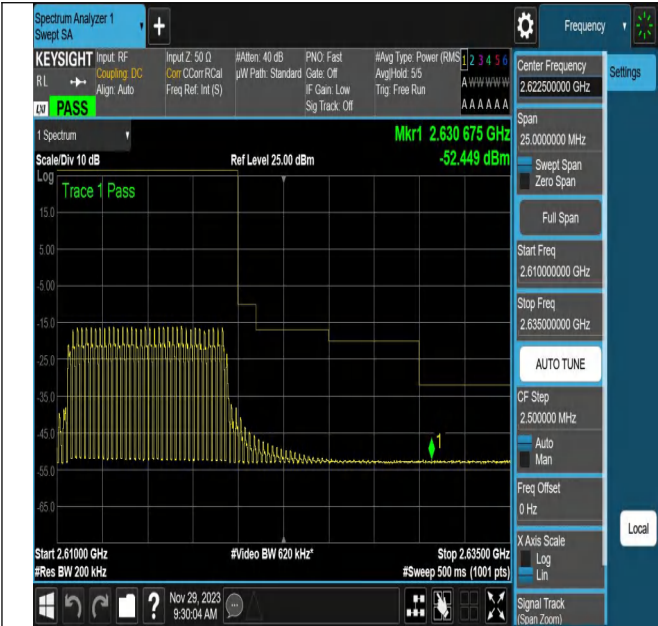 Spectrum Analyzer 1
Swept SA
+
Frequency
KEYSIGHT
RL
LXI PASS
Input: RF
Coupling: DC
Align: Auto
Input Z: 50 Ω
Corr CCorr RCal
Freq Ref: Int (S)
#Atten: 40 dB
µW Path: Standard
PNO: Fast
Gate: Off
IF Gain: Low
Sig Track: Off
#Avg Type: Power (RMS
Avg|Hold: 5/5
Trig: Free Run
1 2 3 4 5 6
A W W W W W
A A A A A A
1 Spectrum
Scale/Div 10 dB
Ref Level 25.00 dBm
Mkr1 2.630 675 GHz
-52.449 dBm
Log
Trace 1 Pass
15.0
5.00
-5.00
-15.0
-25.0
-35.0
-45.0
-55.0
-65.0
1
Start 2.61000 GHz
#Video BW 620 kHz*
Stop 2.63500 GHz
#Res BW 200 kHz
#Sweep 500 ms (1001 pts)
?
Nov 29, 2023
9:30:04 AM
Center Frequency
2.622500000 GHz
Settings
Span
25.0000000 MHz
Swept Span
Zero Span
Full Span
Start Freq
2.610000000 GHz
Stop Freq
2.635000000 GHz
AUTO TUNE
CF Step
2.500000 MHz
Auto
Man
Freq Offset
0 Hz
X Axis Scale
Log
Lin
Local
Signal Track
(Span Zoom)